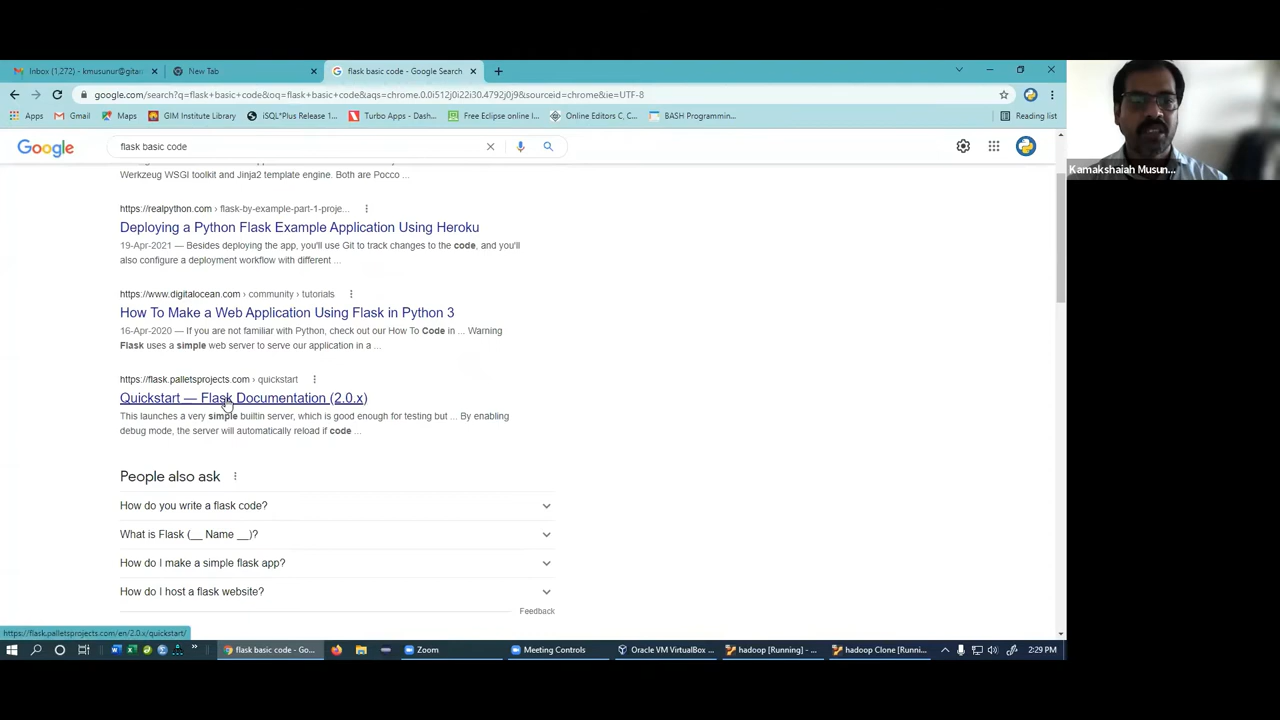 Inbox (1,272) - kmusunur@gitar
New Tab
flask basic code - Google Search
google.com/search?q=flask+basic+code&oq=flask+basic+code&aqs=chrome.0.0i512j0i22i30.4792j0j9&sourceid=chrome&ie=UTF-8
Apps
Gmail
Maps
GIM Institute Library
iSQL*Plus Release 1...
Turbo Apps - Dash...
Free Eclipse online I...
Online Editors C, C...
BASH Programmin...
Reading list
Google
flask basic code
Kamakshaiah Musun...
Werkzeug WSGI toolkit and Jinja2 template engine. Both are Pocco ...
https://realpython.com › flask-by-example-part-1-proje...
Deploying a Python Flask Example Application Using Heroku
19-Apr-2021 — Besides deploying the app, you'll use Git to track changes to the code, and you'll
also configure a deployment workflow with different ...
https://www.digitalocean.com › community › tutorials
How To Make a Web Application Using Flask in Python 3
16-Apr-2020 — If you are not familiar with Python, check out our How To Code in ... Warning
Flask uses a simple web server to serve our application in a ...
https://flask.palletsprojects.com › quickstart
Quickstart — Flask Documentation (2.0.x)
This launches a very simple builtin server, which is good enough for testing but ... By enabling
debug mode, the server will automatically reload if code ...
People also ask
How do you write a flask code?
What is Flask (__ Name __)?
How do I make a simple flask app?
How do I host a flask website?
Feedback
https://flask.palletsprojects.com/en/2.0.x/quickstart/
flask basic code - Go...
Zoom
Meeting Controls
Oracle VM VirtualBox ...
hadoop [Running] - ...
hadoop Clone [Runni...
2:29 PM